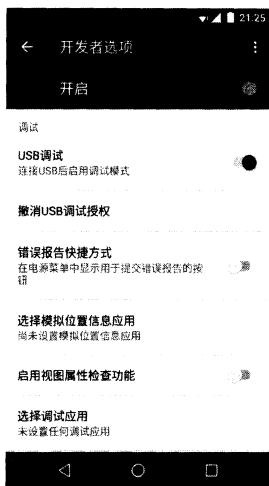 21:25
开发者选项
开启
调试
USB调试
连接USB后启用调试模式
撤消USB调试授权
错误报告快捷方式
在电源菜单中显示用于提交错误报告的按
钮
选择模拟位置信息应用
尚未设置模拟位置信息应用
启用视图属性检查功能
选择调试应用
未设置任何调试应用